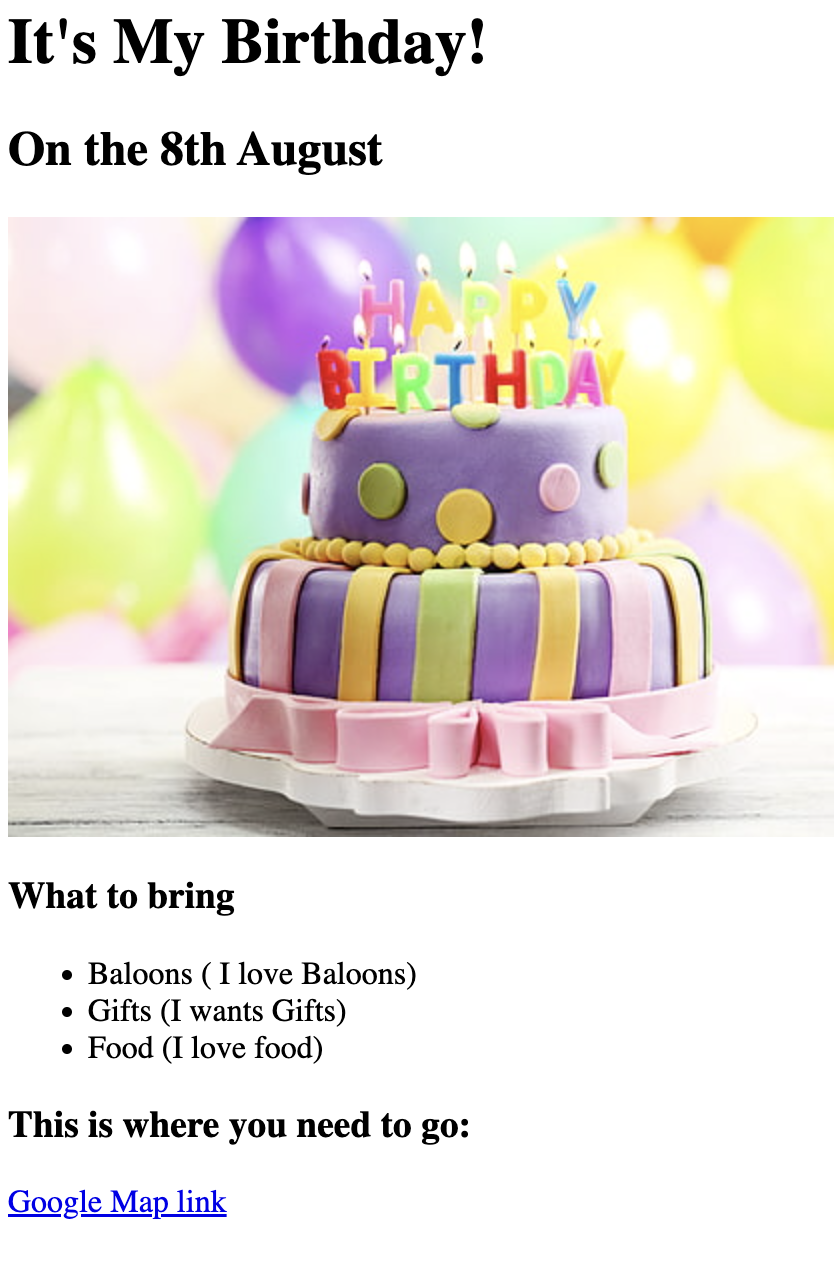 It's My Birthday!
On the 8th August
HAPPY
BIRTHDAY
What to bring
Baloons ( I love Baloons)
Gifts (I wants Gifts)
Food (I love food)
This is where you need to go:
Google Map link